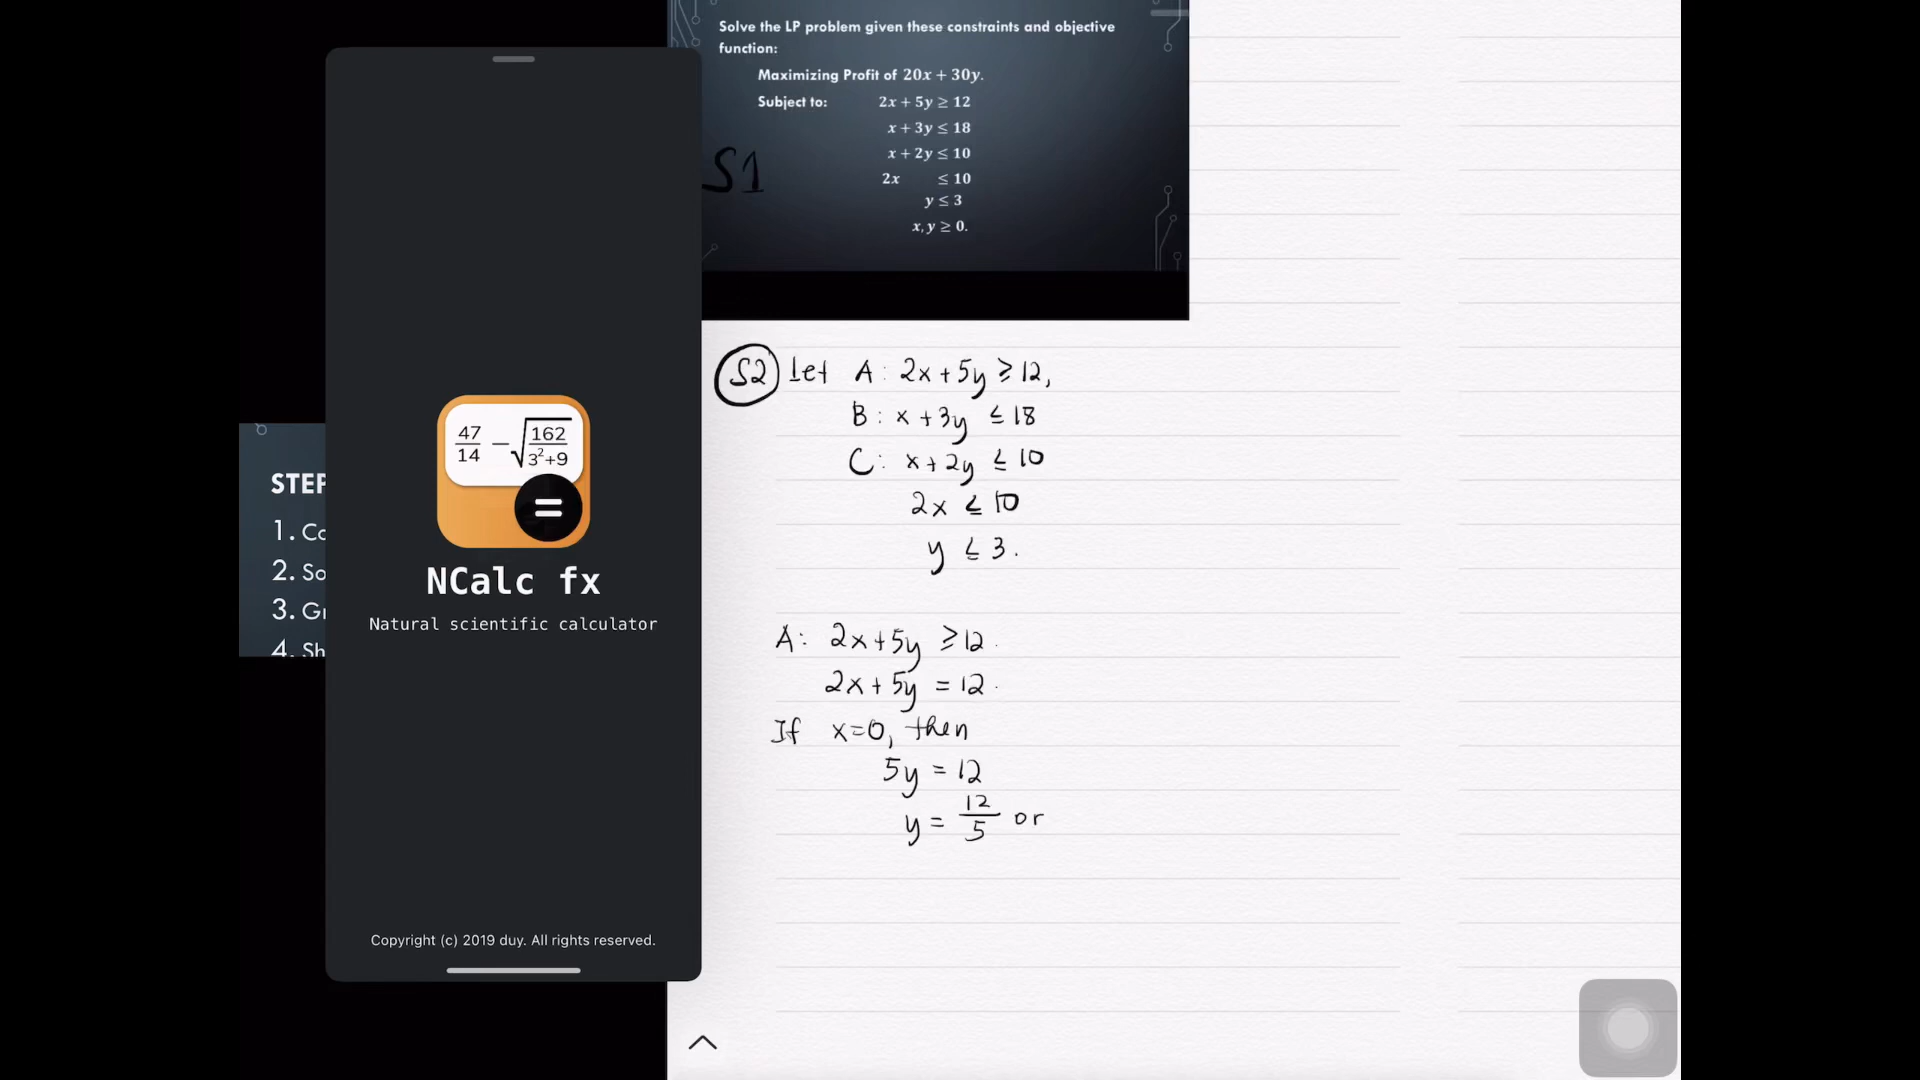 Solve the LP problem given these constraints and objective
function:
Maximizing Profit of 20x + 30y.
Subject to: 2x + 5y ≥ 12
x + 3y ≤ 18
x + 2y ≤ 10
2x ≤ 10
y ≤ 3
x, y ≥ 0.
S1
S2 Let A: 2x + 5y ≥ 12,
B: x + 3y ≤ 18
C: x + 2y ≤ 10
2x ≤ 10
y ≤ 3.
A: 2x + 5y ≥ 12.
2x + 5y = 12.
If x = 0, then
5y = 12
y = 12/5 or
STEP
1. Co
2. So
3. Gr
4. Sh
47/14 − √(162/(3²+9))
=
NCalc fx
Natural scientific calculator
Copyright (c) 2019 duy. All rights reserved.